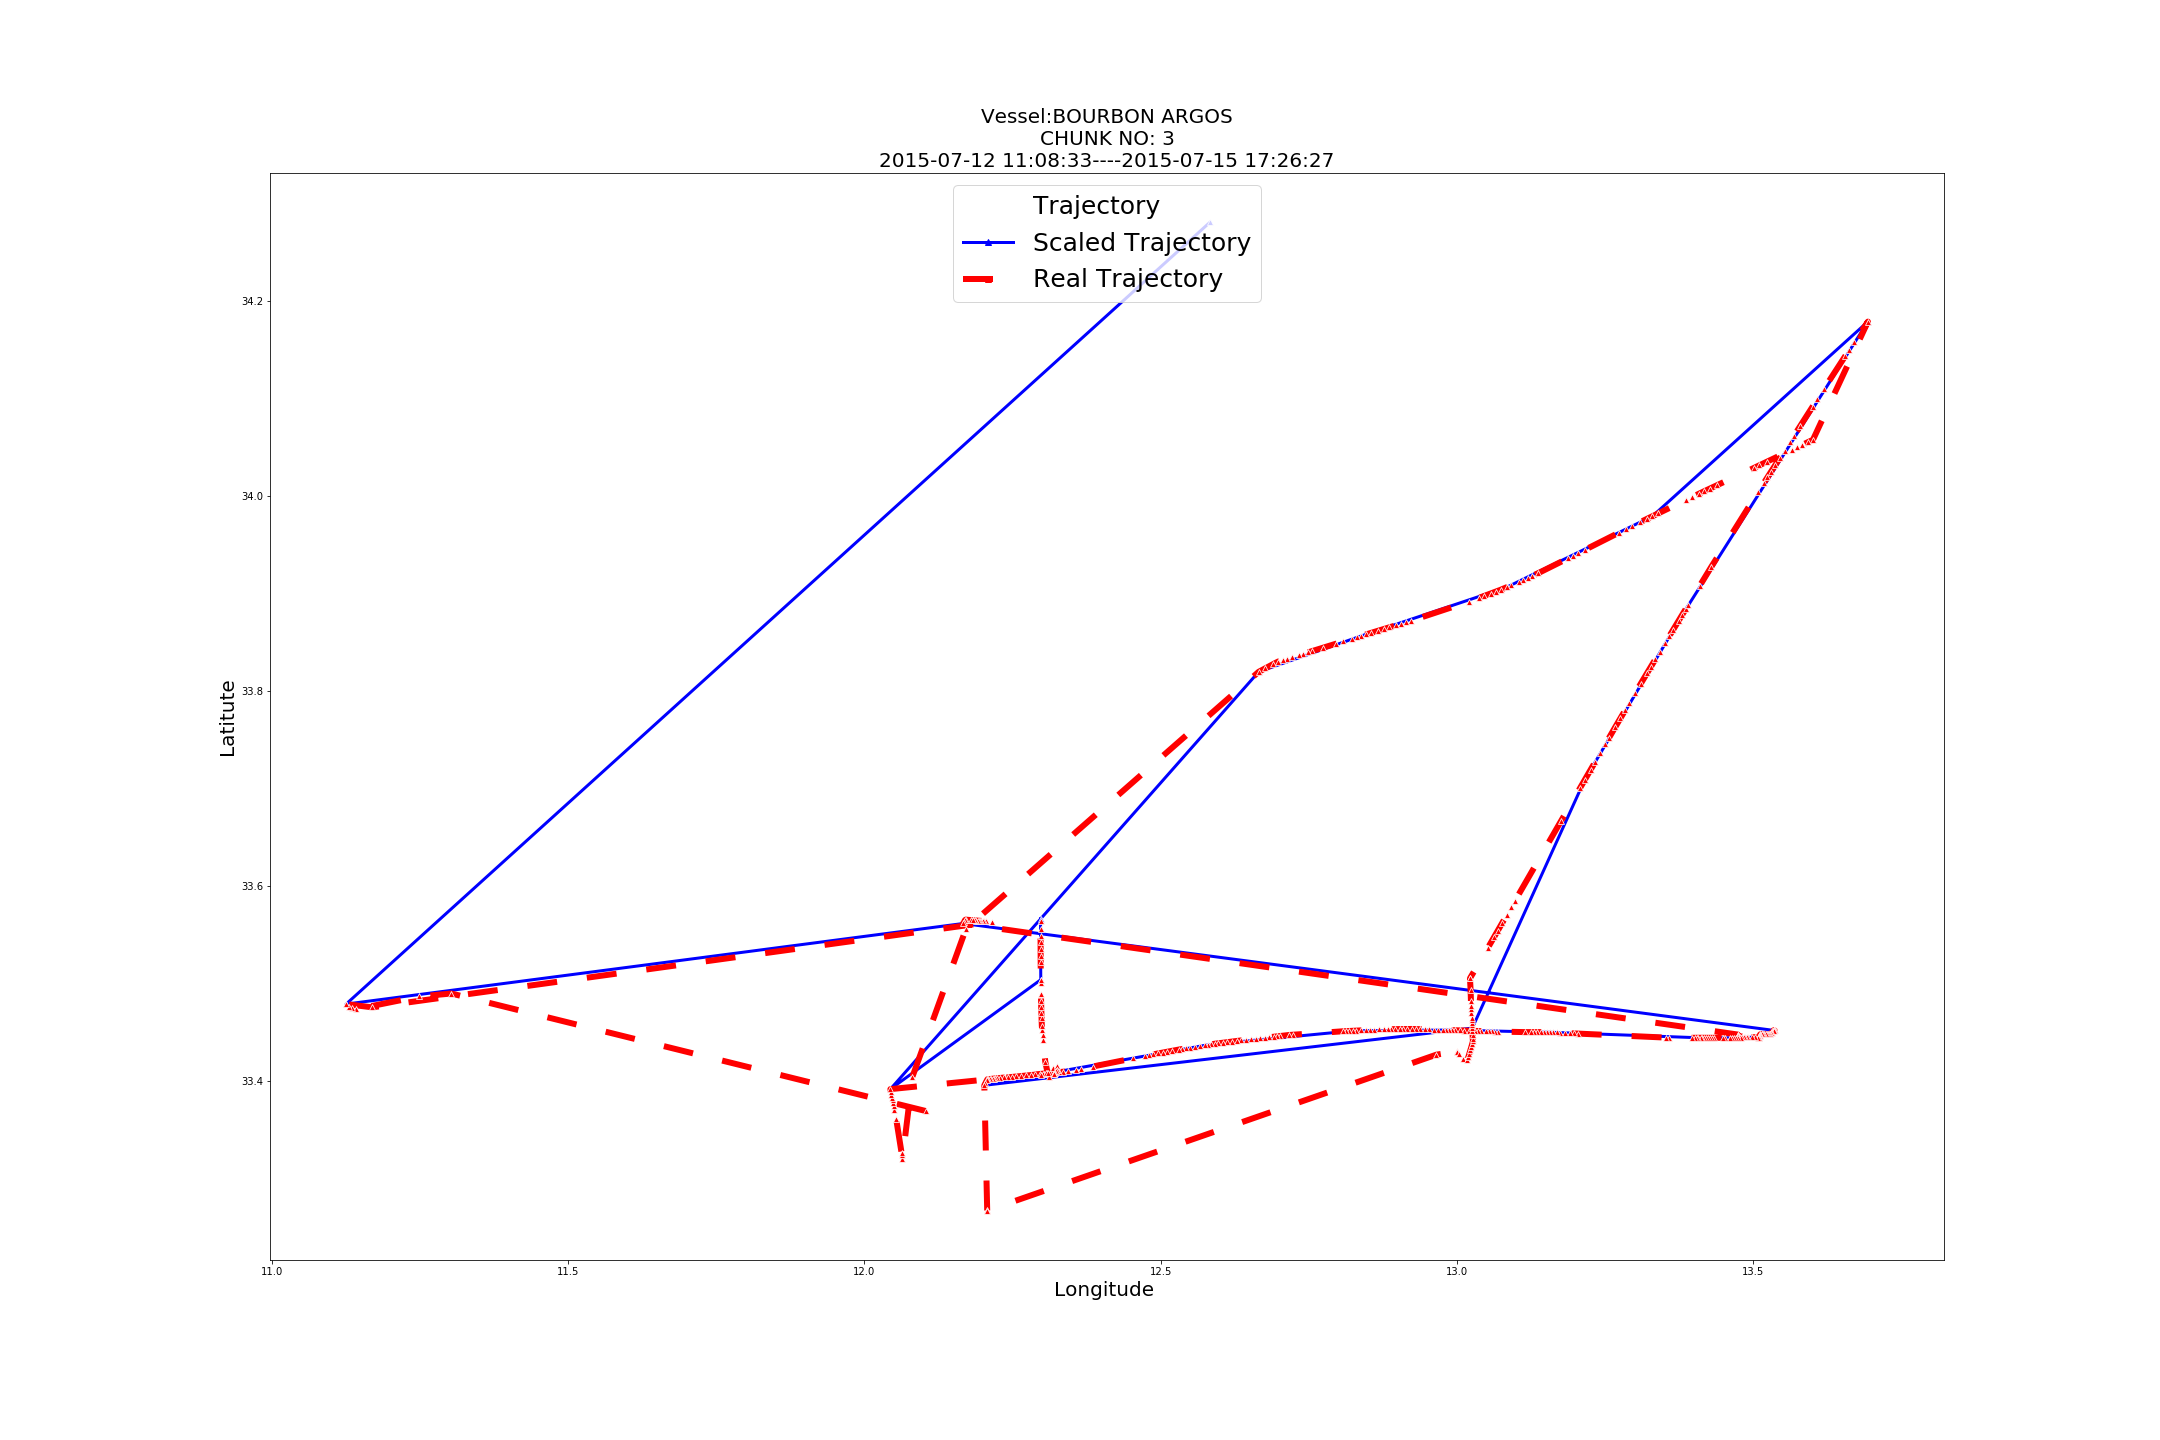 Vessel:BOURBON ARGOS
CHUNK NO: 3
2015-07-12 11:08:33----2015-07-15 17:26:27
Trajectory
Scaled Trajectory
Real Trajectory
34.2
34.0
33.8
33.6
33.4
Latitute
11.0
11.5
12.0
12.5
13.0
13.5
Longitude